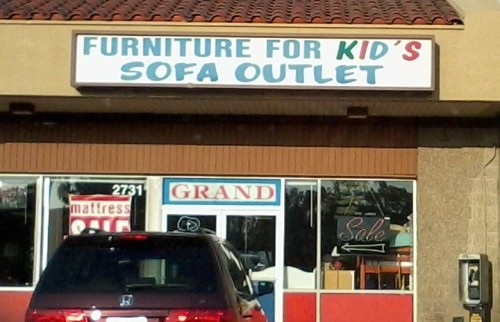 FURNITURE FOR KID'S
SOFA OUTLET
2731
GRAND
mattress
SALE
Sale